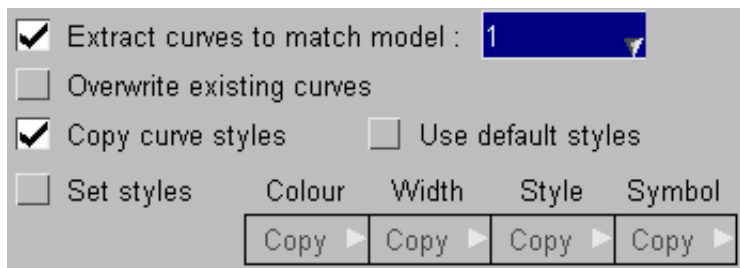 Extract curves to match model : 1
Overwrite existing curves
Copy curve styles Use default styles
Set styles Colour Width Style Symbol
Copy Copy Copy Copy